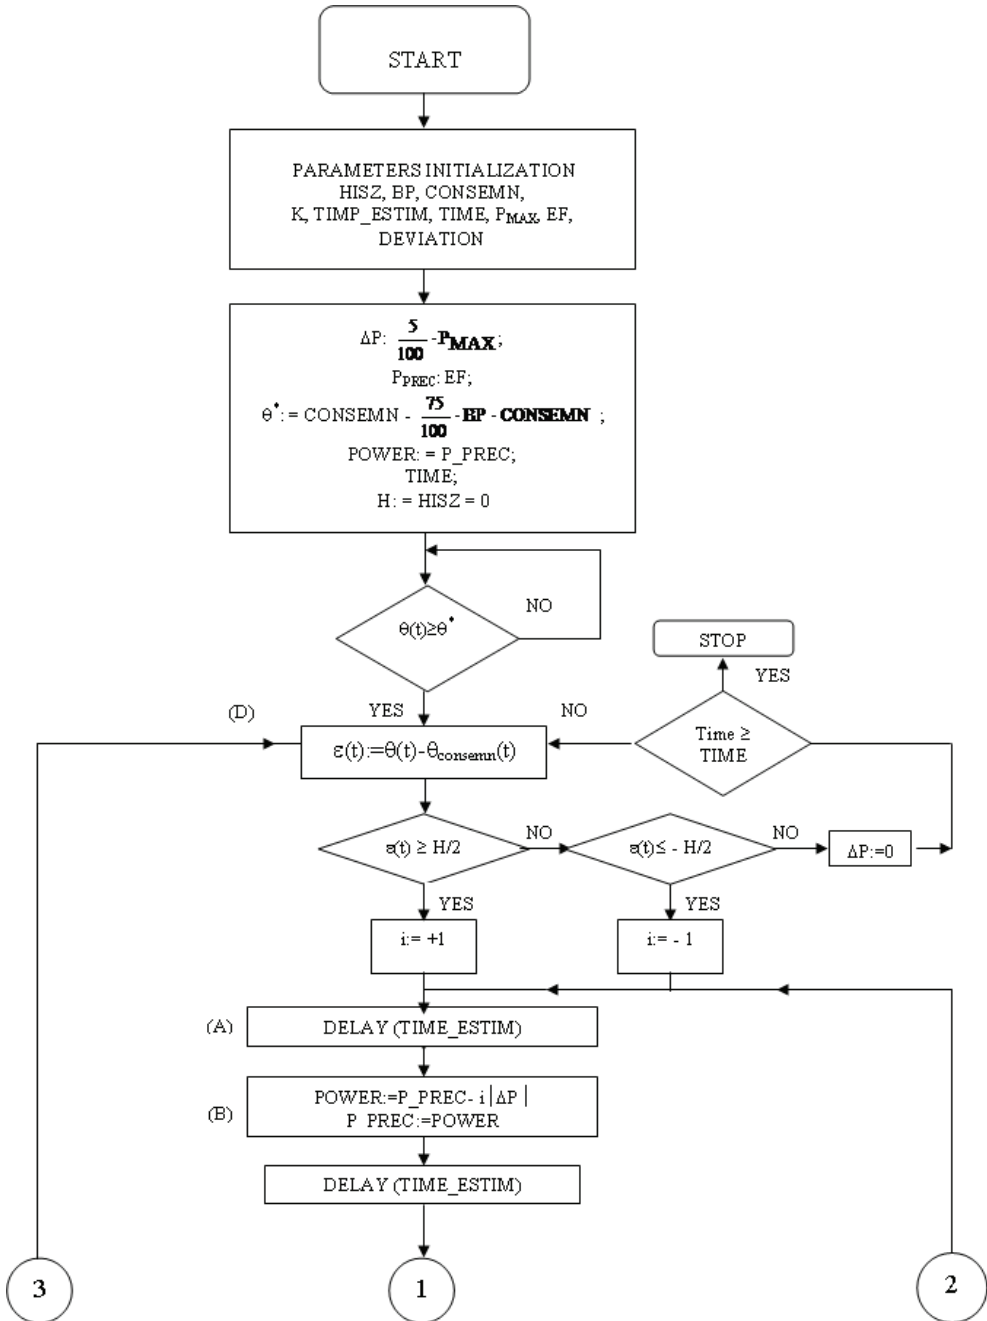 START
PARAMETERS INITIALIZATION
HISZ, BP, CONSEMN,
K, TIMP_ESTIM, TIME, PMAX, EF,
DEVIATION
ΔP: 5/100 -PMAX;
PPREC: EF;
θ*: = CONSEMN - 75/100 -BP - CONSEMN ;
POWER: = P_PREC;
TIME;
H: = HISZ = 0
NO
θ(t)≥θ*
STOP
YES
(D)
YES
NO
Time ≥
TIME
ε(t):=θ(t)-θconsemn(t)
ε(t) ≥ H/2
NO
ε(t)≤ - H/2
NO
ΔP:=0
YES
YES
i:= +1
i:= - 1
(A)
DELAY (TIME_ESTIM)
(B)
POWER:=P_PREC- i|ΔP |
P PREC:=POWER
DELAY (TIME_ESTIM)
3
1
2